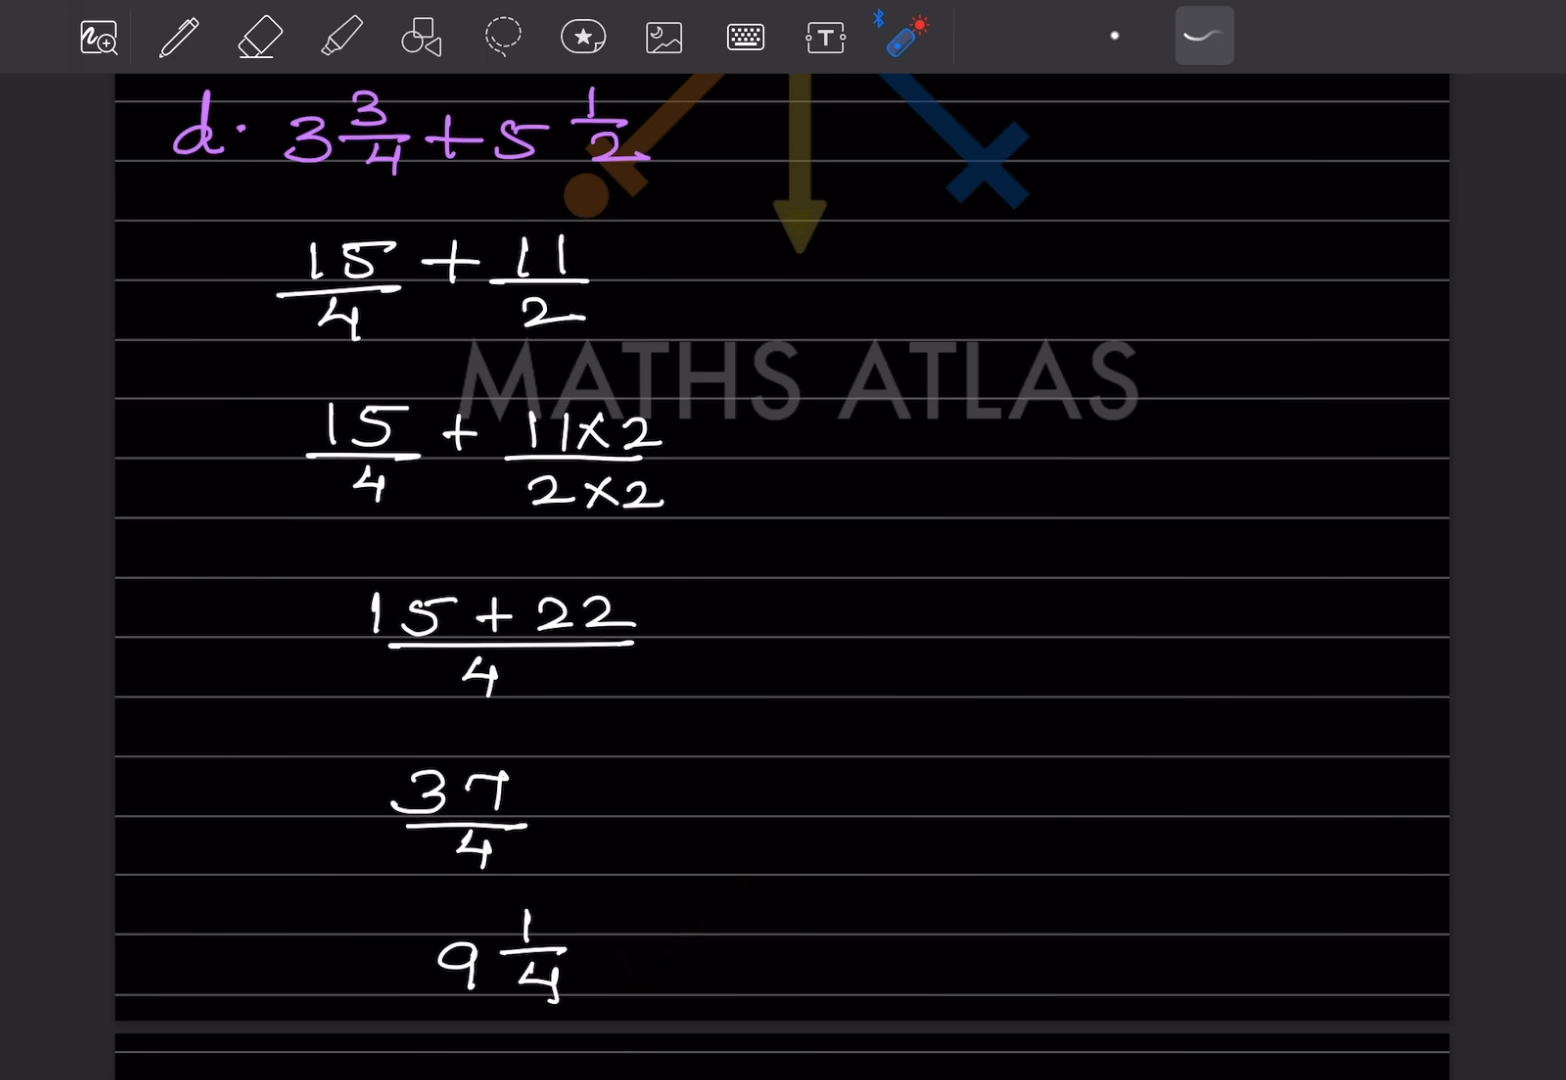 d. 3 3/4 + 5 1/2
15/4 + 11/2
MATHS ATLAS
15/4 + 11×2/2×2
15 + 22/4
37/4
9 1/4